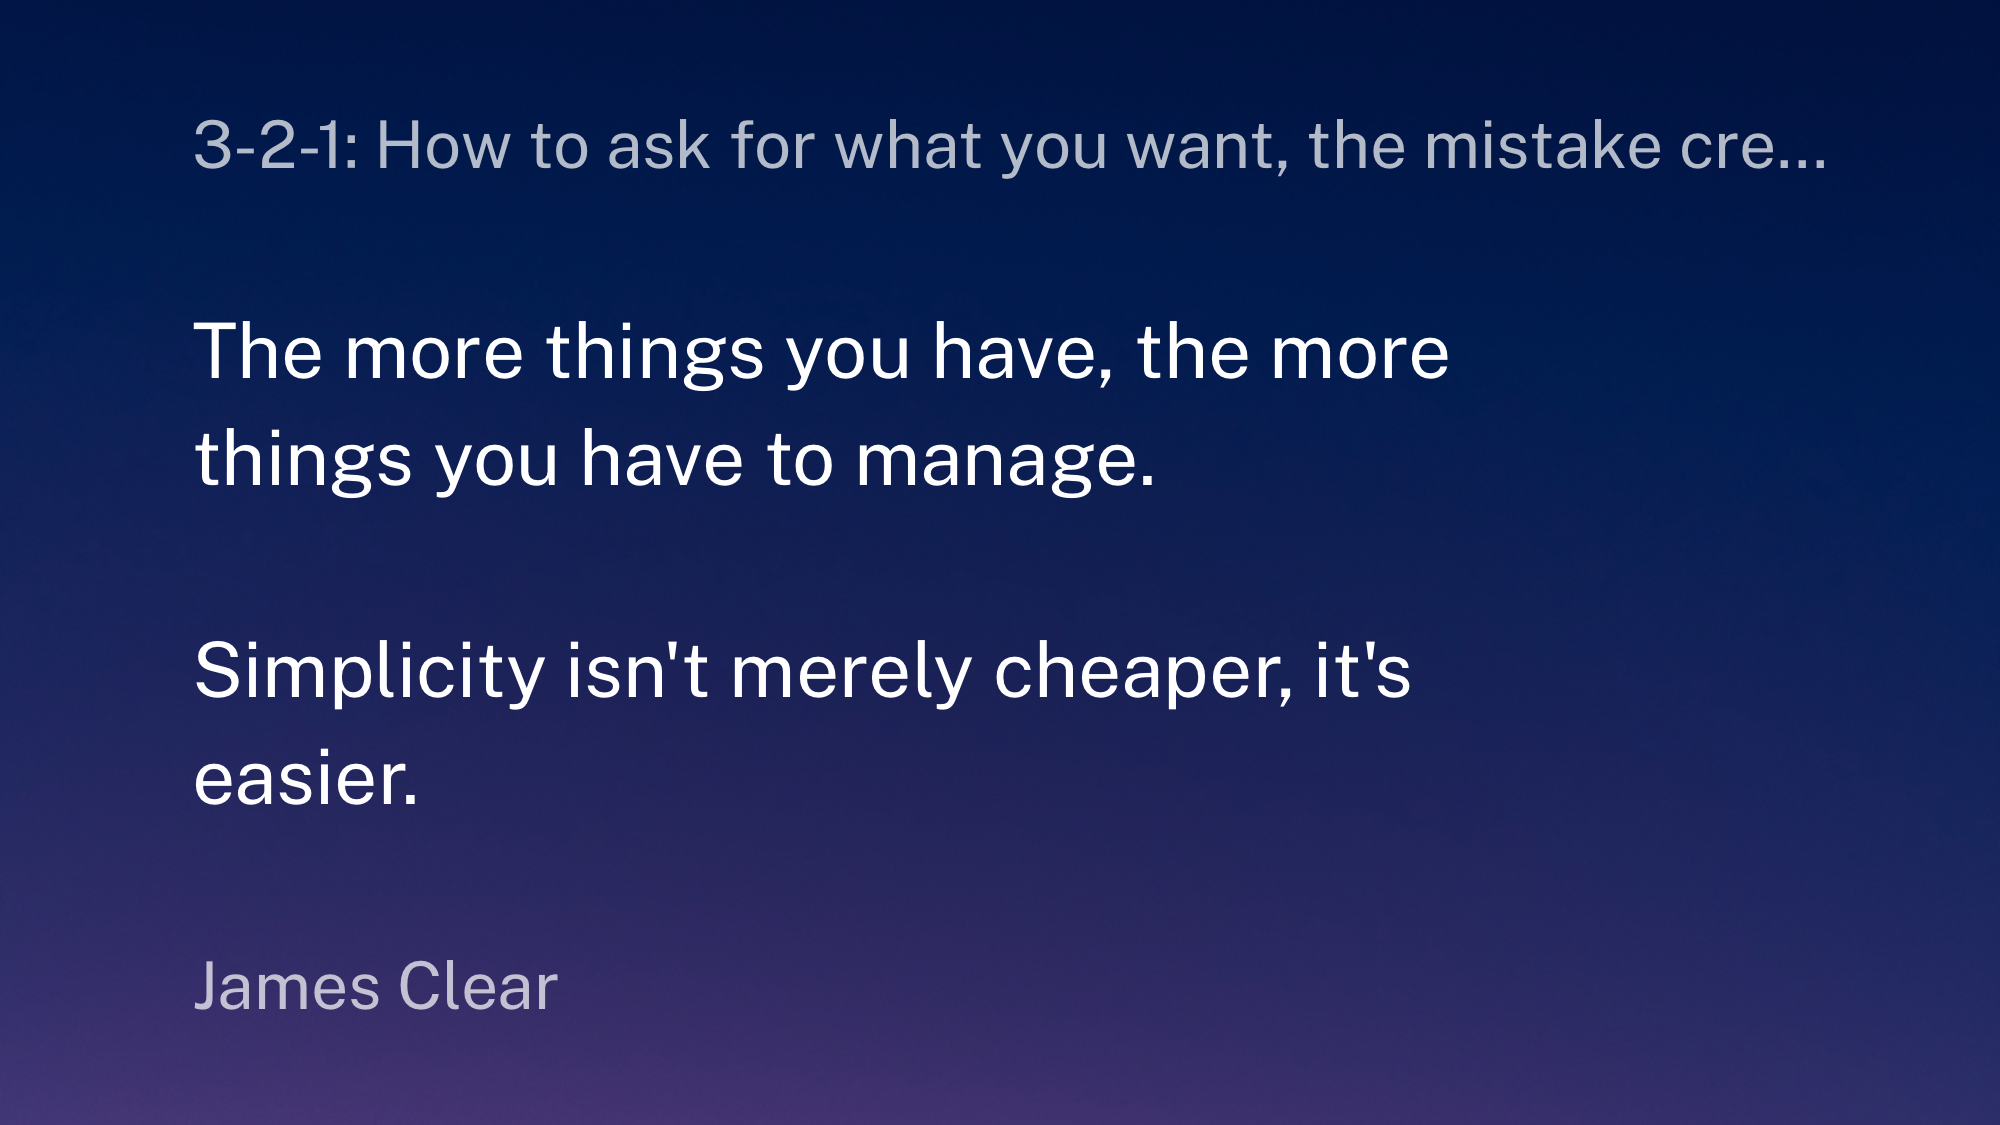 3-2-1: How to ask for what you want, the mistake cre...
The more things you have, the more
things you have to manage.
Simplicity isn't merely cheaper, it's
easier.
James Clear